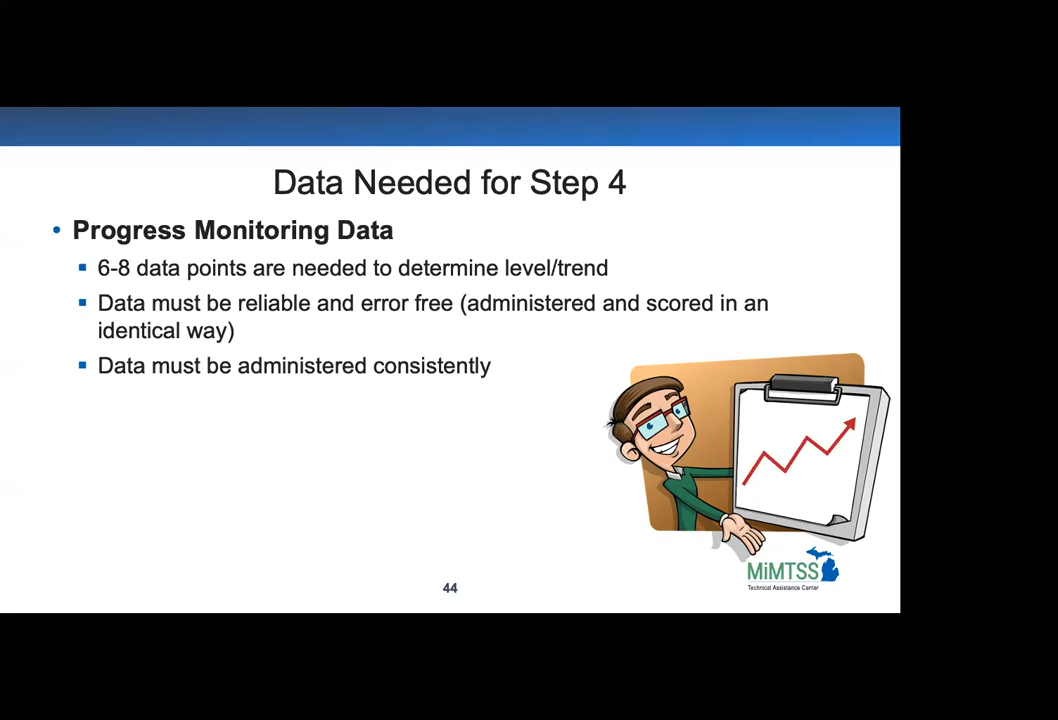 Data Needed for Step 4
• Progress Monitoring Data
▪ 6-8 data points are needed to determine level/trend
▪ Data must be reliable and error free (administered and scored in an
identical way)
▪ Data must be administered consistently
MiMTSS
Technical Assistance Center
44